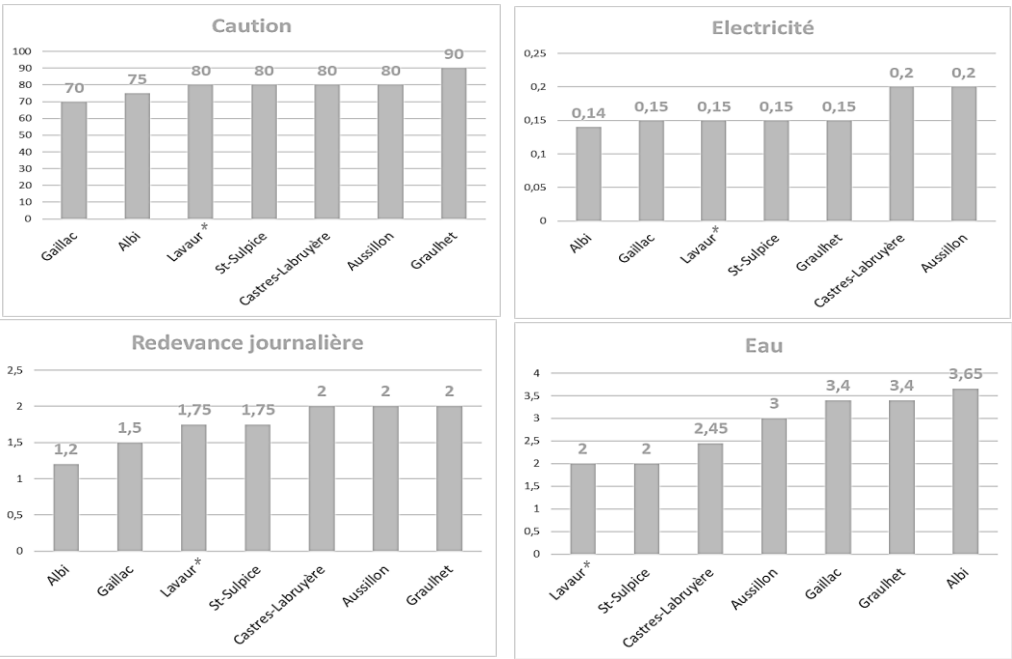 Caution
100
90
80
70
60
50
40
30
20
10
0
70 75 80 80 80 80 90
Gaillac
Albi
Lavaur*
St-Sulpice
Castres-Labruyère
Aussillon
Graulhet
Electricité
0,25
0,2
0,15
0,1
0,05
0
0,14 0,15 0,15 0,15 0,15 0,2 0,2
Albi
Gaillac
Lavaur*
St-Sulpice
Graulhet
Castres-Labruyère
Aussillon
Redevance journalière
2,5
2
1,5
1
0,5
0
1,2 1,5 1,75 1,75 2 2 2
Albi
Gaillac
Lavaur*
St-Sulpice
Castres-Labruyère
Aussillon
Graulhet
Eau
4
3,5
3
2,5
2
1,5
1
0,5
0
2 2 2,45 3 3,4 3,4 3,65
Lavaur*
St-Sulpice
Castres-Labruyère
Aussillon
Gaillac
Graulhet
Albi